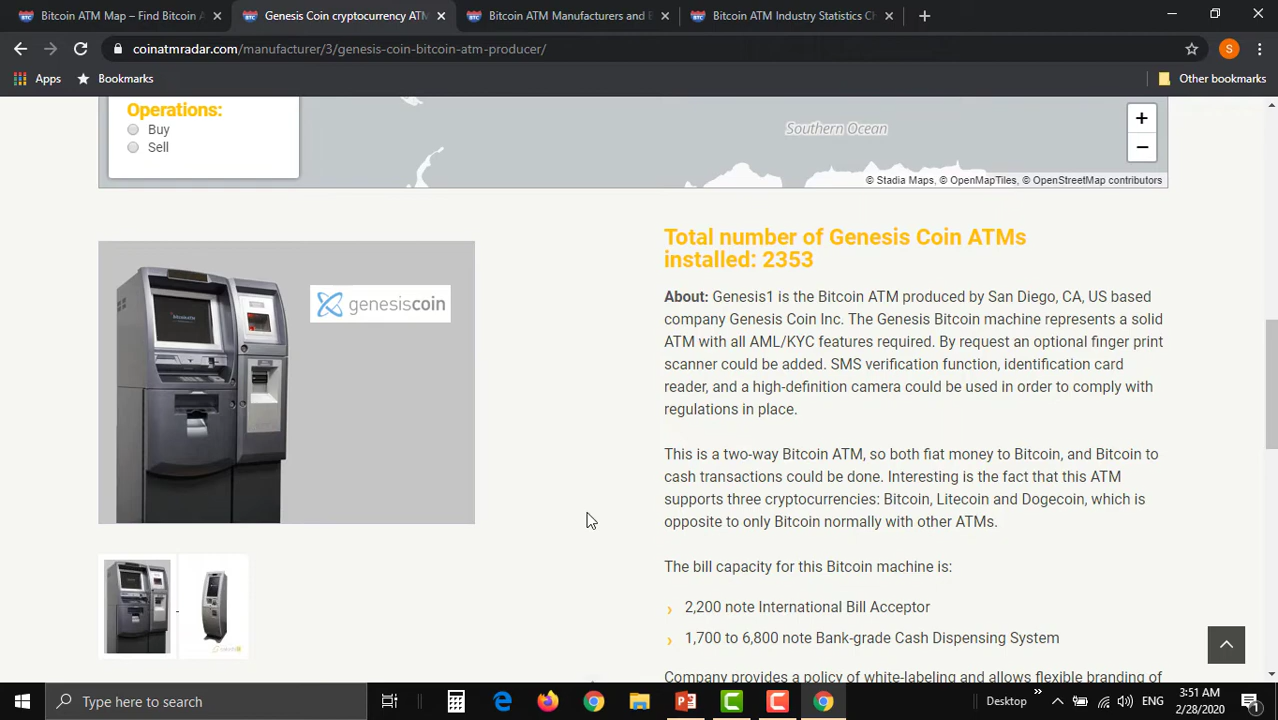 Bitcoin ATM Map – Find Bitcoin A
Genesis Coin cryptocurrency ATM
Bitcoin ATM Manufacturers and B
Bitcoin ATM Industry Statistics Ch
coinatmradar.com/manufacturer/3/genesis-coin-bitcoin-atm-producer/
S
Apps
Bookmarks
Other bookmarks
Operations:
Buy
Sell
Southern Ocean
+
−
© Stadia Maps, © OpenMapTiles, © OpenStreetMap contributors
genesiscoin
Total number of Genesis Coin ATMs
installed: 2353
About: Genesis1 is the Bitcoin ATM produced by San Diego, CA, US based
company Genesis Coin Inc. The Genesis Bitcoin machine represents a solid
ATM with all AML/KYC features required. By request an optional finger print
scanner could be added. SMS verification function, identification card
reader, and a high-definition camera could be used in order to comply with
regulations in place.
This is a two-way Bitcoin ATM, so both fiat money to Bitcoin, and Bitcoin to
cash transactions could be done. Interesting is the fact that this ATM
supports three cryptocurrencies: Bitcoin, Litecoin and Dogecoin, which is
opposite to only Bitcoin normally with other ATMs.
The bill capacity for this Bitcoin machine is:
2,200 note International Bill Acceptor
1,700 to 6,800 note Bank-grade Cash Dispensing System
Company provides a policy of white-labeling and allows flexible branding of
Type here to search
Desktop
ENG
3:51 AM
2/28/2020